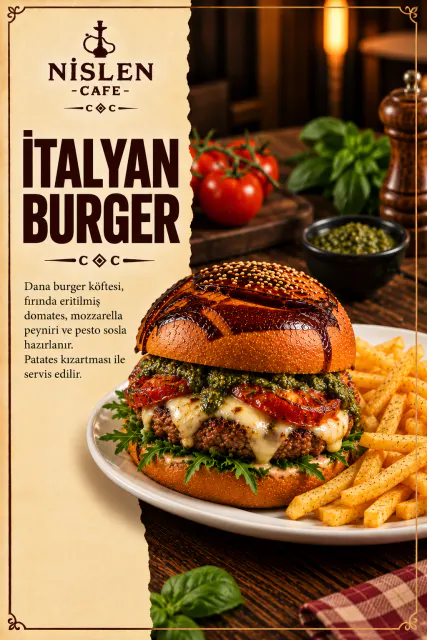 NİSLEN
-CAFE-
C C
İTALYAN
BURGER
C C
Dana burger köftesi,
fırında eritilmiş
domates, mozzarella
peyniri ve pesto sosla
hazırlanır.
Patates kızartması ile
servis edilir.